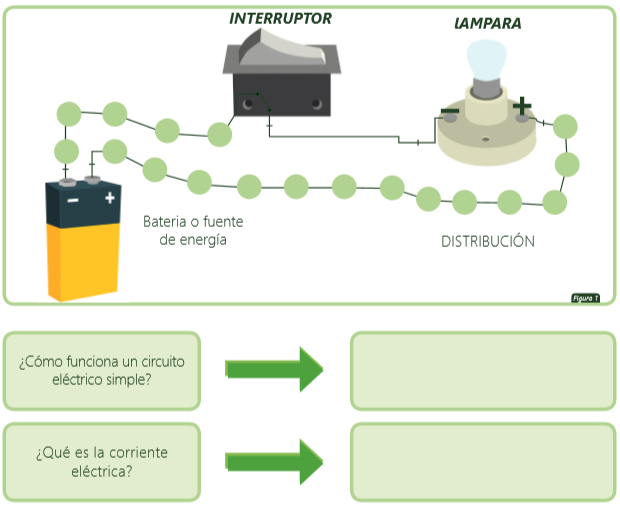 INTERRUPTOR
LAMPARA
- +
- +
Bateria o fuente
de energía
DISTRIBUCIÓN
Figura 1
¿Cómo funciona un circuito
eléctrico simple?
¿Qué es la corriente
eléctrica?